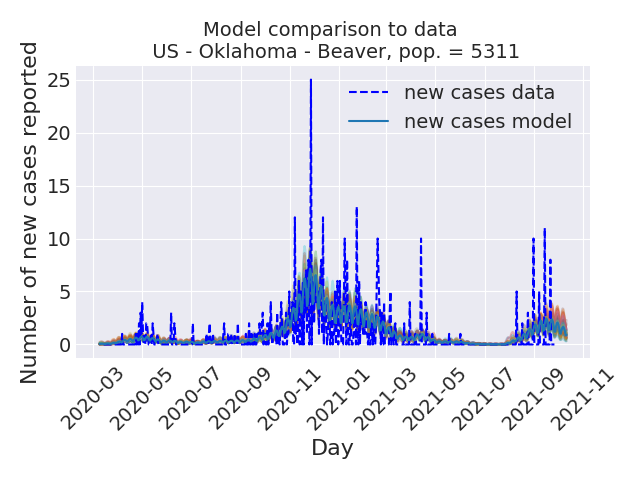 Model comparison to data
US - Oklahoma - Beaver, pop. = 5311
Number of new cases reported
25
20
15
10
5
0
new cases data
new cases model
2020-03
2020-05
2020-07
2020-09
2020-11
2021-01
2021-03
2021-05
2021-07
2021-09
2021-11
Day